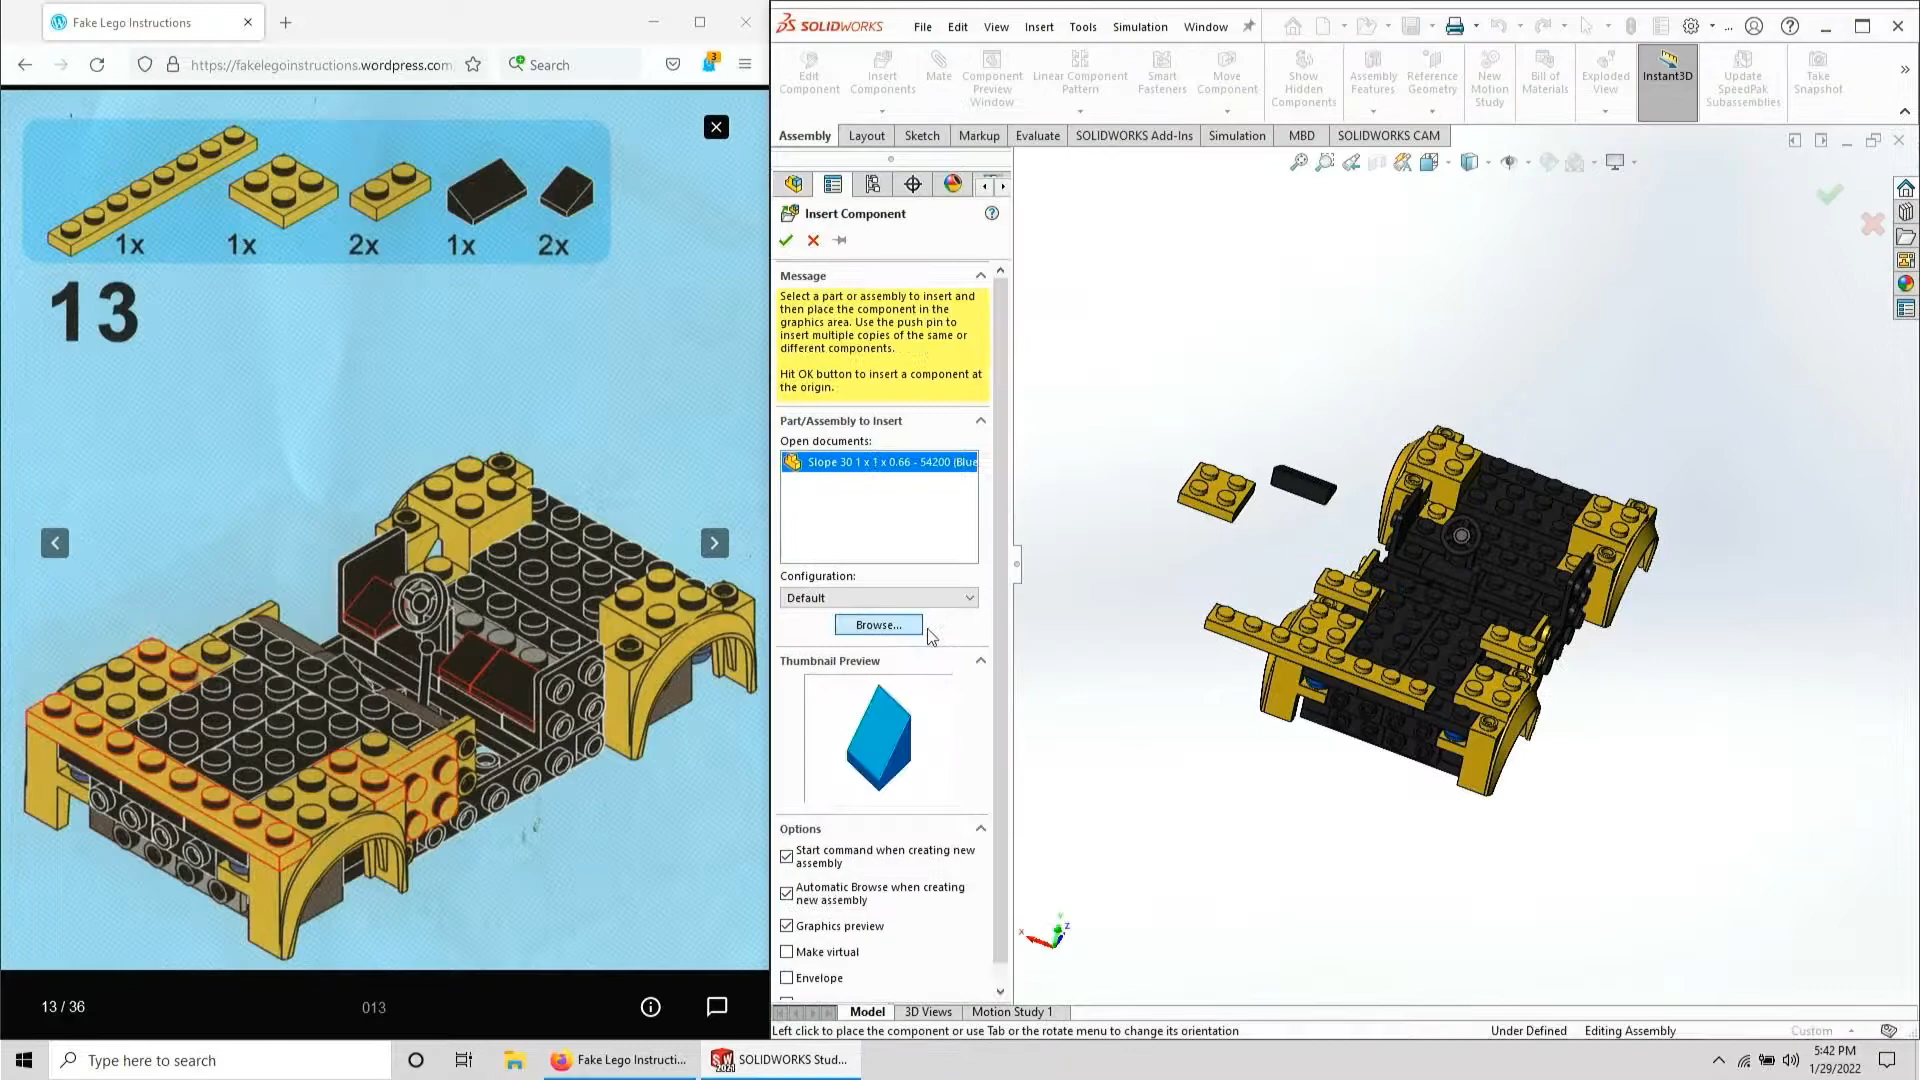 Fake Lego Instructions
https://fakelegoinstructions.wordpress.com
Search
3
1x
1x
2x
1x
2x
13
13 / 36
013
SOLIDWORKS
File
Edit
View
Insert
Tools
Simulation
Window
...
Edit Component
Insert Components
Mate
Component Preview Window
Linear Component Pattern
Smart Fasteners
Move Component
Show Hidden Components
Assembly Features
Reference Geometry
New Motion Study
Bill of Materials
Exploded View
Instant3D
Update SpeedPak Subassemblies
Take Snapshot
Assembly
Layout
Sketch
Markup
Evaluate
SOLIDWORKS Add-Ins
Simulation
MBD
SOLIDWORKS CAM
Insert Component
Message
Select a part or assembly to insert and
then place the component in the
graphics area. Use the push pin to
insert multiple copies of the same or
different components.
Hit OK button to insert a component at
the origin.
Part/Assembly to Insert
Open documents:
Slope 30 1 x 1 x 0.66 - 54200 (Blue
Configuration:
Default
Browse...
Thumbnail Preview
Options
Start command when creating new
assembly
Automatic Browse when creating
new assembly
Graphics preview
Make virtual
Envelope
Y
X
Z
Model
3D Views
Motion Study 1
Left click to place the component or use Tab or the rotate menu to change its orientation
Under Defined
Editing Assembly
Custom
Type here to search
Fake Lego Instructi...
SOLIDWORKS Stud...
5:42 PM
1/29/2022